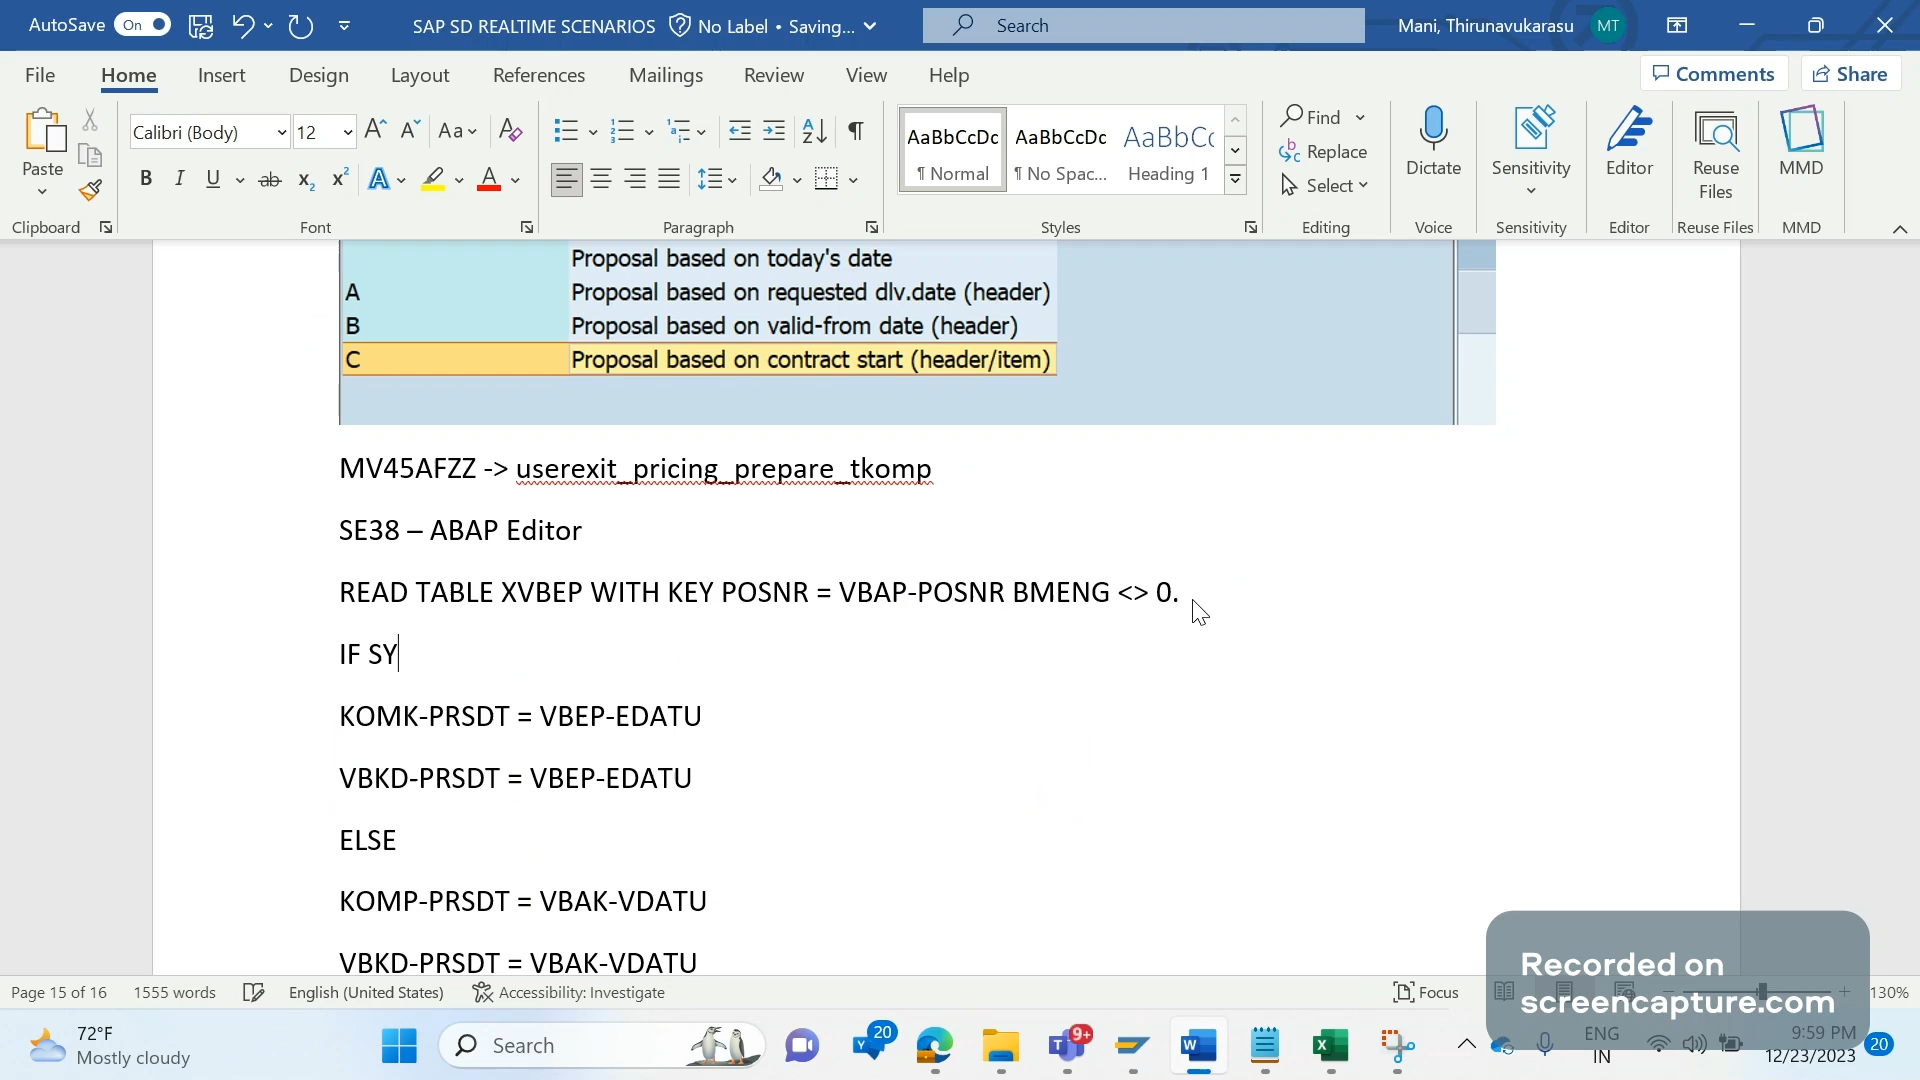 AutoSave On SAP SD REALTIME SCENARIOS No Label • Saving... Search Mani, Thirunavukarasu MT
File Home Insert Design Layout References Mailings Review View Help Comments Share
Paste Calibri (Body) 12 Aa AaBbCcDc AaBbCcDc AaBbC Find Replace Select Dictate Sensitivity Editor Reuse Files MMD
¶ Normal ¶ No Spac... Heading 1
Clipboard Font Paragraph Styles Editing Voice Sensitivity Editor Reuse Files MMD
Proposal based on today's date
A Proposal based on requested dlv.date (header)
B Proposal based on valid-from date (header)
C Proposal based on contract start (header/item)
MV45AFZZ -> userexit_pricing_prepare_tkomp
SE38 – ABAP Editor
READ TABLE XVBEP WITH KEY POSNR = VBAP-POSNR BMENG <> 0.
IF SY
KOMK-PRSDT = VBEP-EDATU
VBKD-PRSDT = VBEP-EDATU
ELSE
KOMP-PRSDT = VBAK-VDATU
VBKD-PRSDT = VBAK-VDATU
Recorded on
screencapture.com
Page 15 of 16 1555 words English (United States) Accessibility: Investigate Focus 130%
72°F
Mostly cloudy
Search 20 9+ ENG
IN
9:59 PM
12/23/2023
20